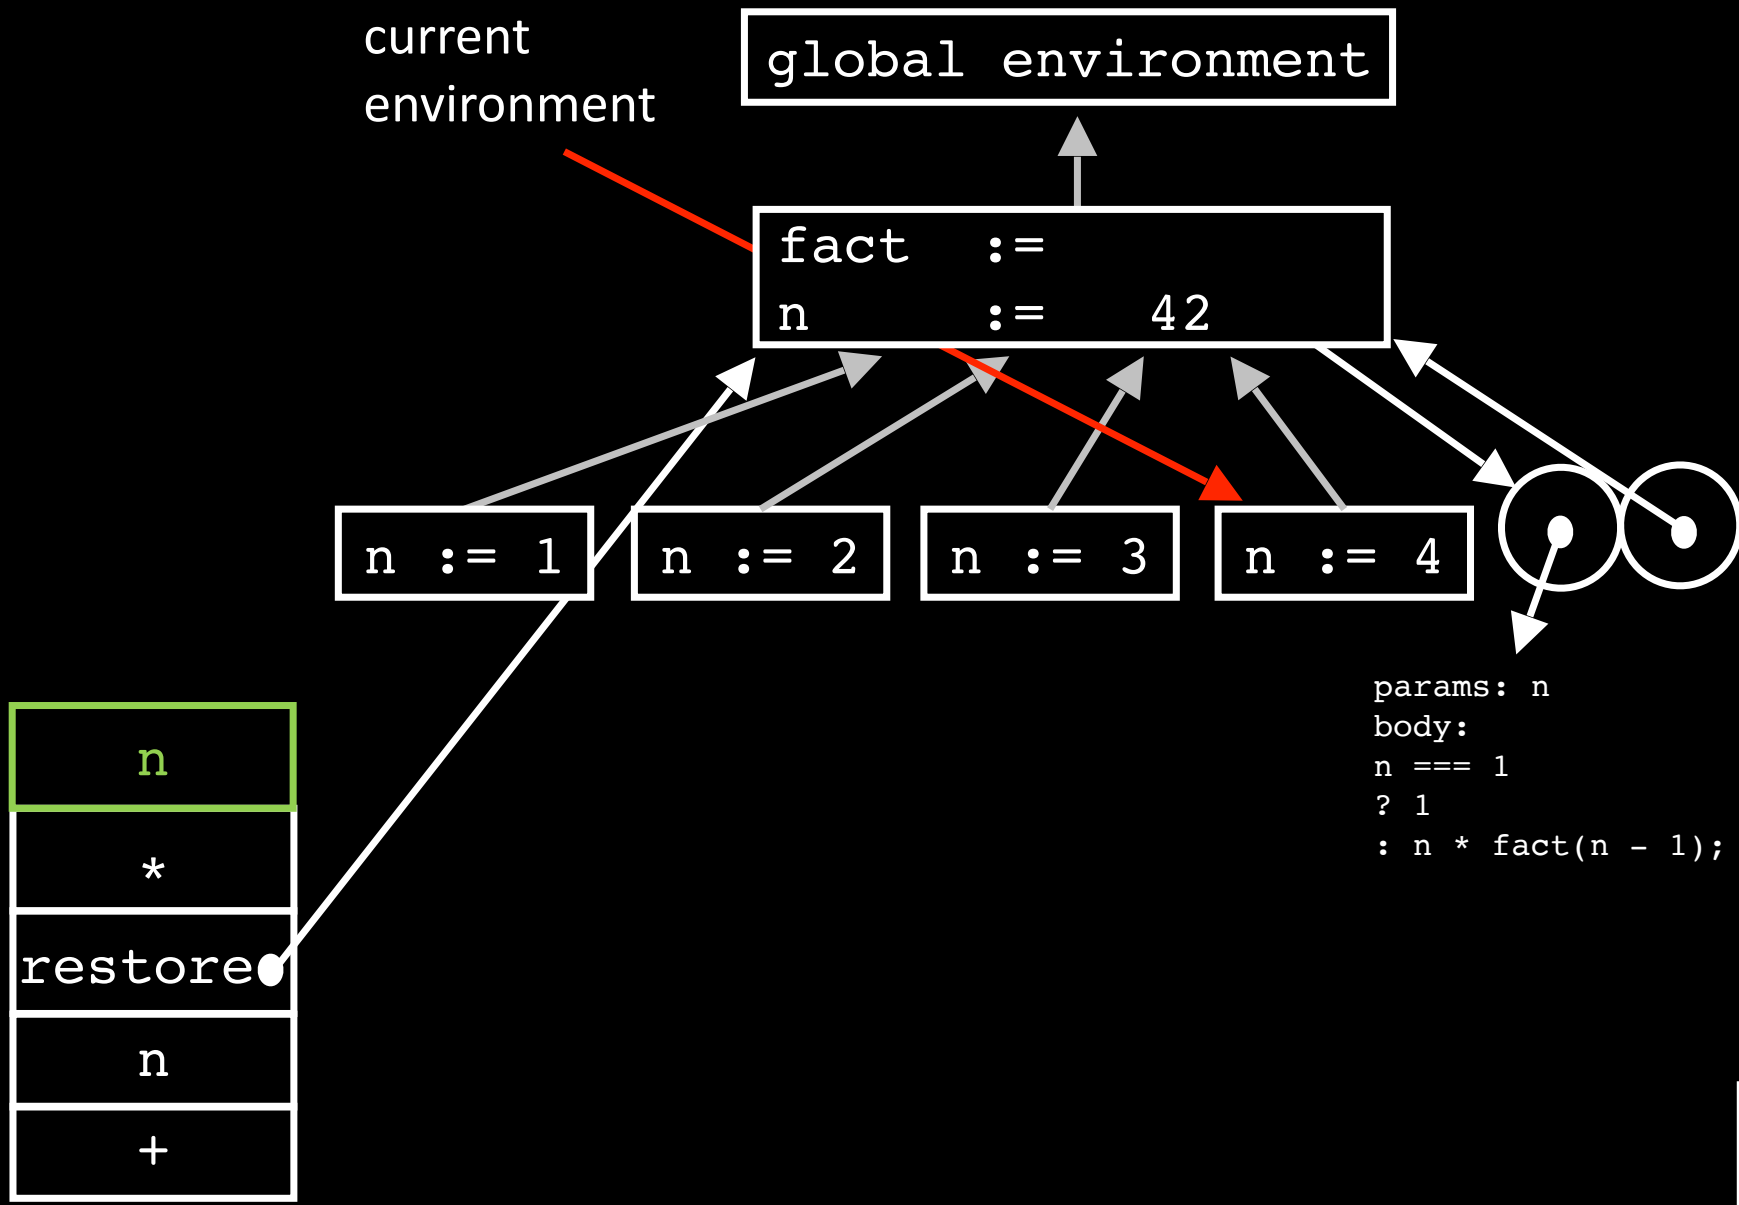 current
environment
global environment
fact :=
n := 42
n := 1
n := 2
n := 3
n := 4
params: n
body:
n === 1
? 1
: n * fact(n - 1);
n
*
restore
n
+